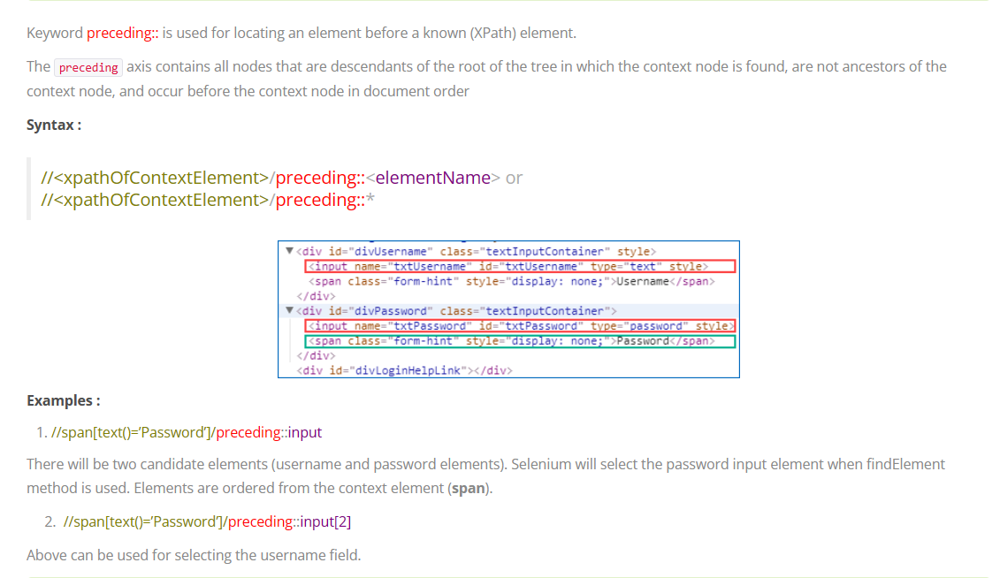 Keyword preceding:: is used for locating an element before a known (XPath) element.
The preceding axis contains all nodes that are descendants of the root of the tree in which the context node is found, are not ancestors of the
context node, and occur before the context node in document order
Syntax :
//<xpathOfContextElement>/preceding::<elementName> or
//<xpathOfContextElement>/preceding::*
▼<div id="divUsername" class="textInputContainer" style>
<input name="txtUsername" id="txtUsername" type="text" style>
<span class="form-hint" style="display: none;">Username</span>
</div>
▼<div id="divPassword" class="textInputContainer">
<input name="txtPassword" id="txtPassword" type="password" style>
<span class="form-hint" style="display: none;">Password</span>
</div>
<div id="divLoginHelpLink"></div>
Examples :
1. //span[text()=’Password’]/preceding::input
There will be two candidate elements (username and password elements). Selenium will select the password input element when findElement
method is used. Elements are ordered from the context element (span).
2. //span[text()=’Password’]/preceding::input[2]
Above can be used for selecting the username field.